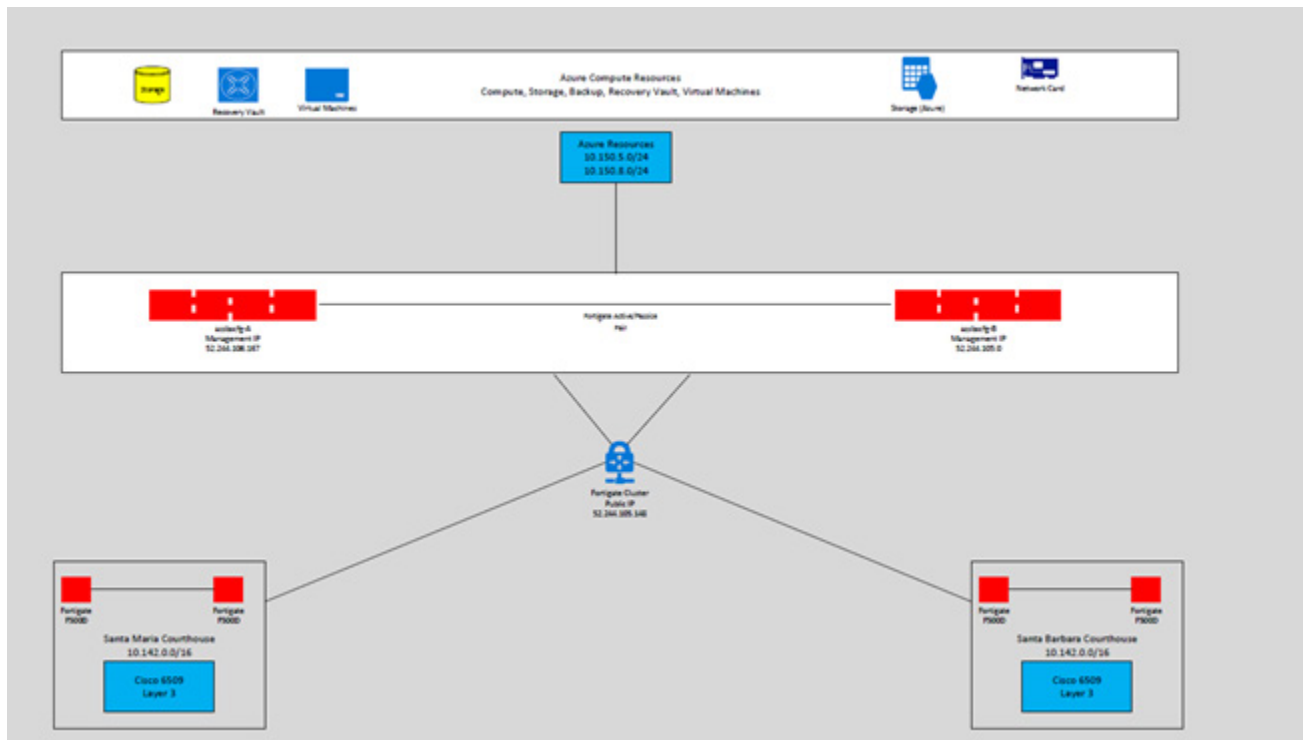 Azure Compute Resources
Compute, Storage, Backup, Recovery Vault, Virtual Machines
Storage
Recovery Vault
Virtual Machines
Storage (Azure)
Network Card
Azure Resources
10.150.5.0/24
10.150.8.0/24
Management IP
52.244.108.167
Fortigate Active/Passive
Pair
Management IP
52.244.105.0
Fortigate Cluster
Public IP
52.244.105.148
Fortigate
Fortigate
Santa Maria Courthouse
10.142.0.0/16
Cisco 6509
Layer 3
Fortigate
Fortigate
Santa Barbara Courthouse
10.142.0.0/16
Cisco 6509
Layer 3